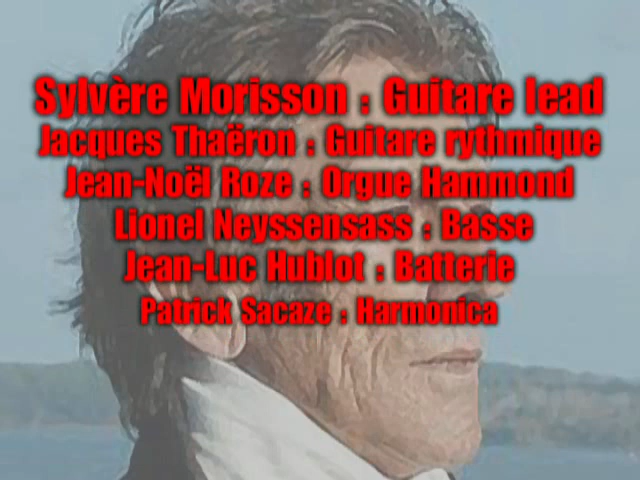 Sylvère Morisson : Guitare lead
Jacques Thaëron : Guitare rythmique
Jean-Noël Roze : Orgue Hammond
Lionel Neyssensass : Basse
Jean-Luc Hublot : Batterie
Patrick Sacaze : Harmonica